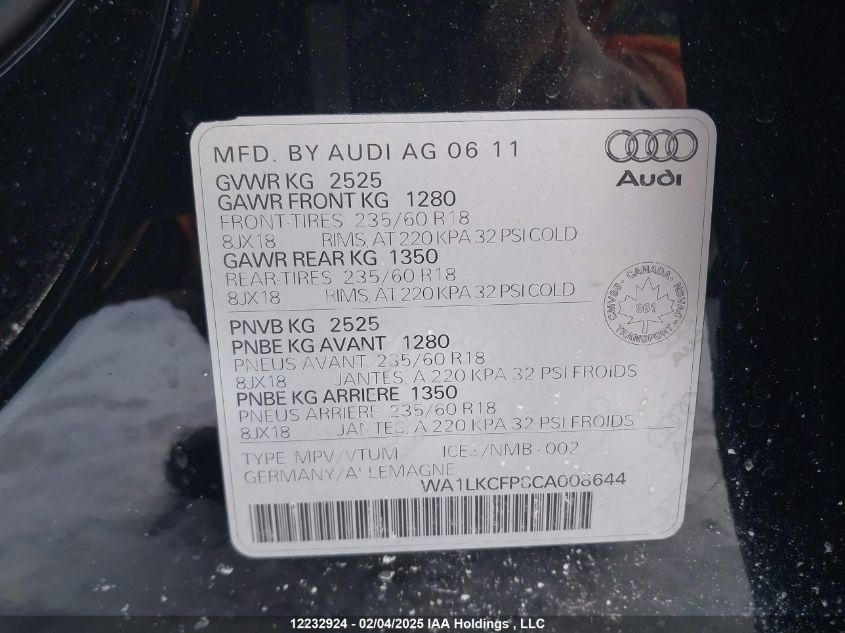 MFD. BY AUDI AG 06 11
Audi
GVWR KG 2525
GAWR FRONT KG 1280
FRONT-TIRES 235/60 R18
8JX18 RIMS, AT 220 KPA 32 PSI COLD
GAWR REAR KG 1350
REAR-TIRES 235/60 R18
8JX18 RIMS, AT 220 KPA 32 PSI COLD
CANADA
CMVSS 961 NSVAC
TRANSPORT
PNVB KG 2525
PNBE KG AVANT 1280
PNEUS AVANT 235/60 R18
8JX18 JANTES, A 220 KPA 32 PSI FROIDS
PNBE KG ARRIERE 1350
PNEUS ARRIERE 235/60 R18
8JX18 JANTES, A 220 KPA 32 PSI FROIDS
TYPE MPV/VTUM ICES/NMB-002
GERMANY/ALLEMAGNE
WA1LKCFP8CA008644
12232924 - 02/04/2025 IAA Holdings , LLC